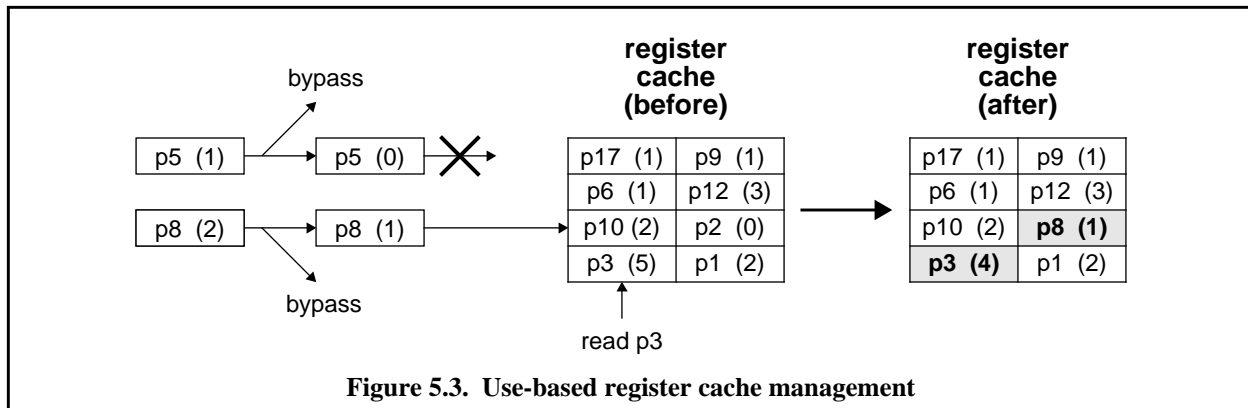 register
cache
(before)
register
cache
(after)
bypass
p5 (1)
p5 (0)
p8 (2)
p8 (1)
bypass
p17 (1) p9 (1)
p6 (1) p12 (3)
p10 (2) p2 (0)
p3 (5) p1 (2)
read p3
p17 (1) p9 (1)
p6 (1) p12 (3)
p10 (2) p8 (1)
p3 (4) p1 (2)
Figure 5.3. Use-based register cache management